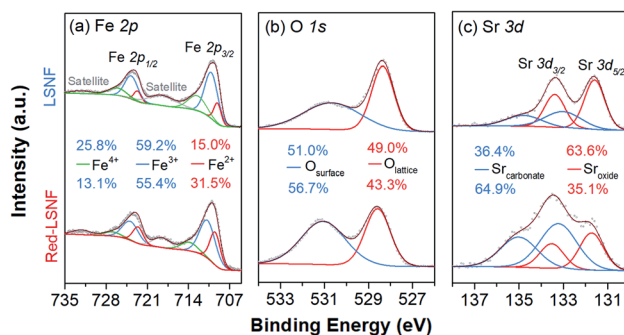 (a) Fe 2p
Fe 2p1/2
Fe 2p3/2
Satellite
Satellite
25.8% 59.2% 15.0%
Fe4+ Fe3+ Fe2+
13.1% 55.4% 31.5%
735 728 721 714 707
(b) O 1s
51.0% 49.0%
Osurface Olattice
56.7% 43.3%
533 531 529 527
(c) Sr 3d
Sr 3d3/2 Sr 3d5/2
36.4% 63.6%
Srcarbonate Sroxide
64.9% 35.1%
137 135 133 131
Intensity (a.u.)
LSNF
Red-LSNF
Binding Energy (eV)